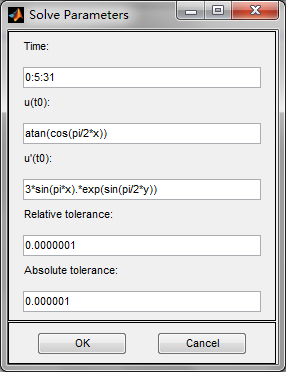 Solve Parameters
Time:
0:5:31
u(t0):
atan(cos(pi/2*x))
u'(t0):
3*sin(pi*x).*exp(sin(pi/2*y))
Relative tolerance:
0.0000001
Absolute tolerance:
0.000001
OK Cancel